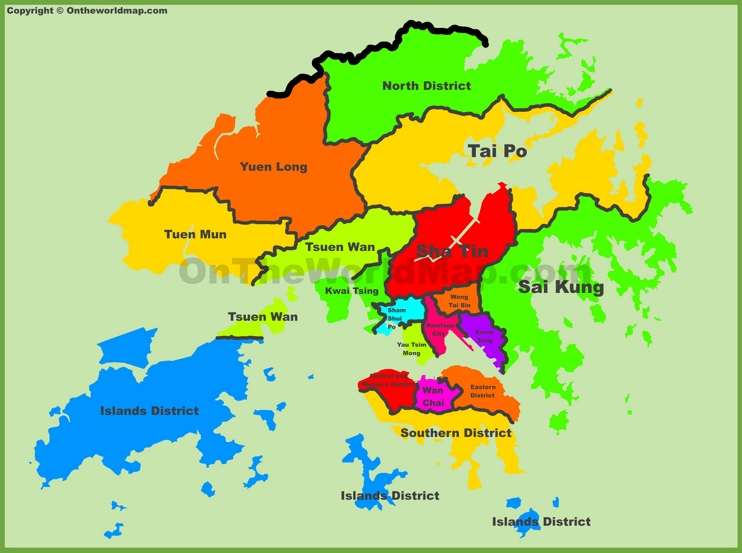 Copyright © Ontheworldmap.com
North District
Tai Po
Yuen Long
Tuen Mun
Tsuen Wan
Sha Tin
OnTheWorldMap.com
Sai Kung
Kwai Tsing
Wong
Tai Sin
Sham
Shui
Po
Kowloon
City
Kwun
Tong
Tsuen Wan
Yau Tsim
Mong
Central and
Western District
Wan
Chai
Eastern
District
Islands District
Southern District
Islands District
Islands District